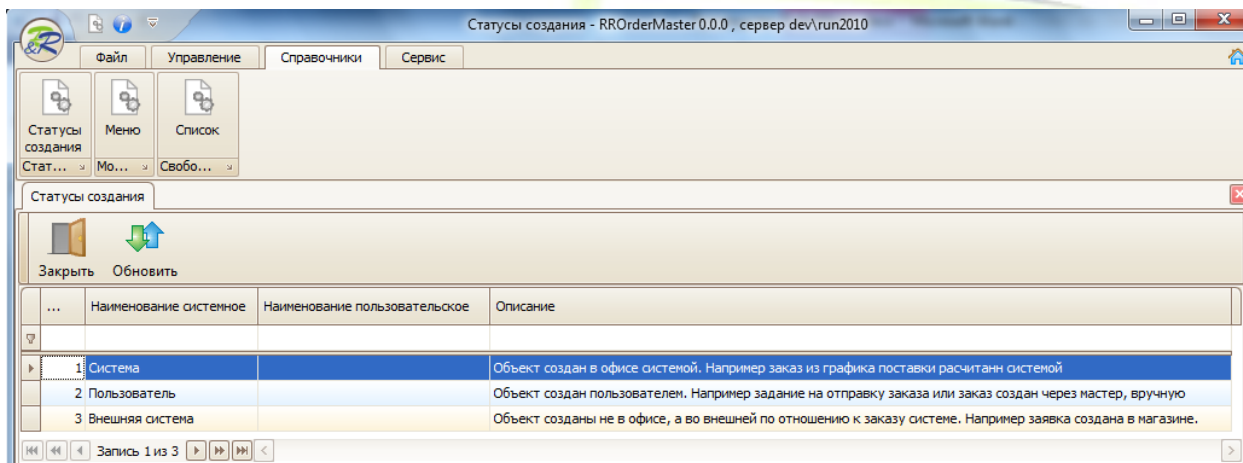 Статусы создания - RROrderMaster 0.0.0 , сервер dev\run2010
&R
Файл Управление Справочники Сервис
Статусы создания Меню Список
Стат... Мо... Свобо...
Статусы создания
Закрыть Обновить
... Наименование системное Наименование пользовательское Описание
1 Система Объект создан в офисе системой. Например заказ из графика поставки расчитанн системой
2 Пользователь Объект создан пользователем. Например задание на отправку заказа или заказ создан через мастер, вручную
3 Внешняя система Объект созданы не в офисе, а во внешней по отношению к заказу системе. Например заявка создана в магазине.
Запись 1 из 3